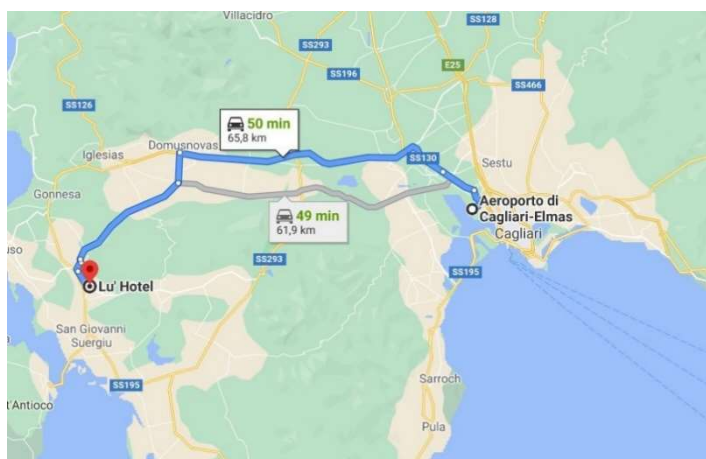 Villacidro
SS128
SS293
E25
SS196
SS466
SS126
50 min
65,8 km
Domusnovas
Iglesias
SS130
Sestu
Gonnesa
Aeroporto di
Cagliari-Elmas
Cagliari
49 min
61,9 km
SS293
SS195
Lu' Hotel
San Giovanni
Suergiu
SS195
Sarroch
t'Antioco
Pula